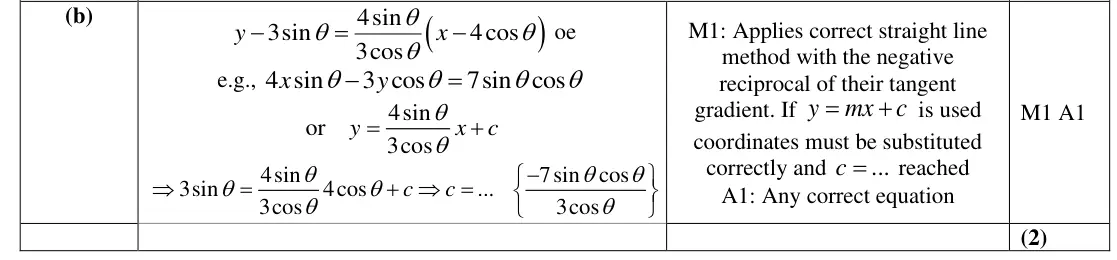 (b)
y − 3sin θ = 4sin θ / 3cos θ (x − 4cos θ) oe
e.g., 4x sin θ − 3y cos θ = 7sin θ cos θ
or y = 4sin θ / 3cos θ x + c
⇒ 3sin θ = 4sin θ / 3cos θ 4cos θ + c ⇒ c = ... {−7sin θ cos θ / 3cos θ}
M1: Applies correct straight line
method with the negative
reciprocal of their tangent
gradient. If y = mx + c is used
coordinates must be substituted
correctly and c = ... reached
A1: Any correct equation
M1 A1
(2)